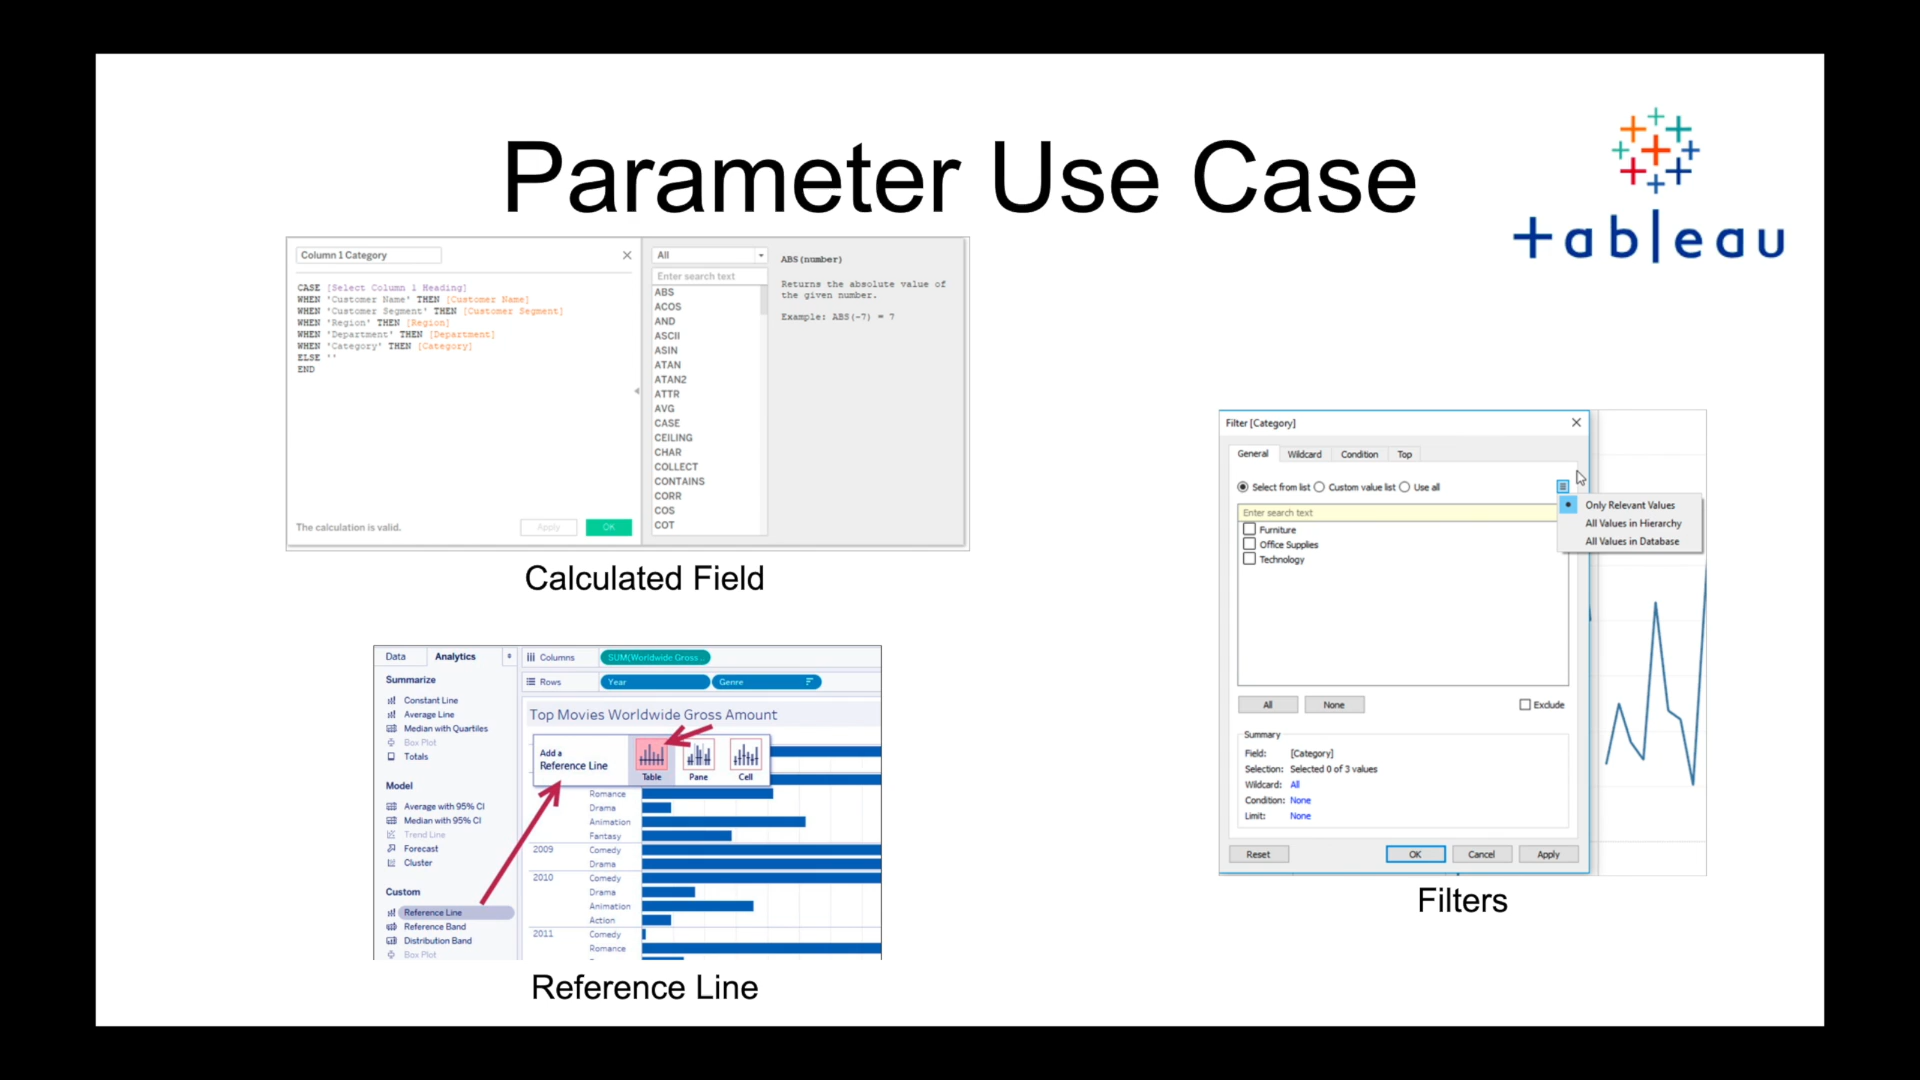 Parameter Use Case
+ableau
Column 1 Category
CASE [Select Column 1 Heading]
WHEN 'Customer Name' THEN [Customer Name]
WHEN 'Customer Segment' THEN [Customer Segment]
WHEN 'Region' THEN [Region]
WHEN 'Department' THEN [Department]
WHEN 'Category' THEN [Category]
ELSE ''
END
The calculation is valid.
Apply
OK
All
Enter search text
ABS
ACOS
AND
ASCII
ASIN
ATAN
ATAN2
ATTR
AVG
CASE
CEILING
CHAR
COLLECT
CONTAINS
CORR
COS
COT
ABS(number)
Returns the absolute value of
the given number.
Example: ABS(-7) = 7
Calculated Field
Data Analytics
Summarize
Constant Line
Average Line
Median with Quartiles
Box Plot
Totals
Model
Average with 95% CI
Median with 95% CI
Trend Line
Forecast
Cluster
Custom
Reference Line
Reference Band
Distribution Band
Box Plot
Columns SUM(Worldwide Gross
Rows Year Genre
Top Movies Worldwide Gross Amount
Add a
Reference Line
Table Pane Cell
Romance
Drama
Animation
Fantasy
2009 Comedy
Drama
2010 Comedy
Drama
Animation
Action
2011 Comedy
Romance
Reference Line
Filter [Category]
General Wildcard Condition Top
Select from list Custom value list Use all
Enter search text
Furniture
Office Supplies
Technology
Only Relevant Values
All Values in Hierarchy
All Values in Database
All None Exclude
Summary
Field: [Category]
Selection: Selected 0 of 3 values
Wildcard: All
Condition: None
Limit: None
Reset OK Cancel Apply
Filters